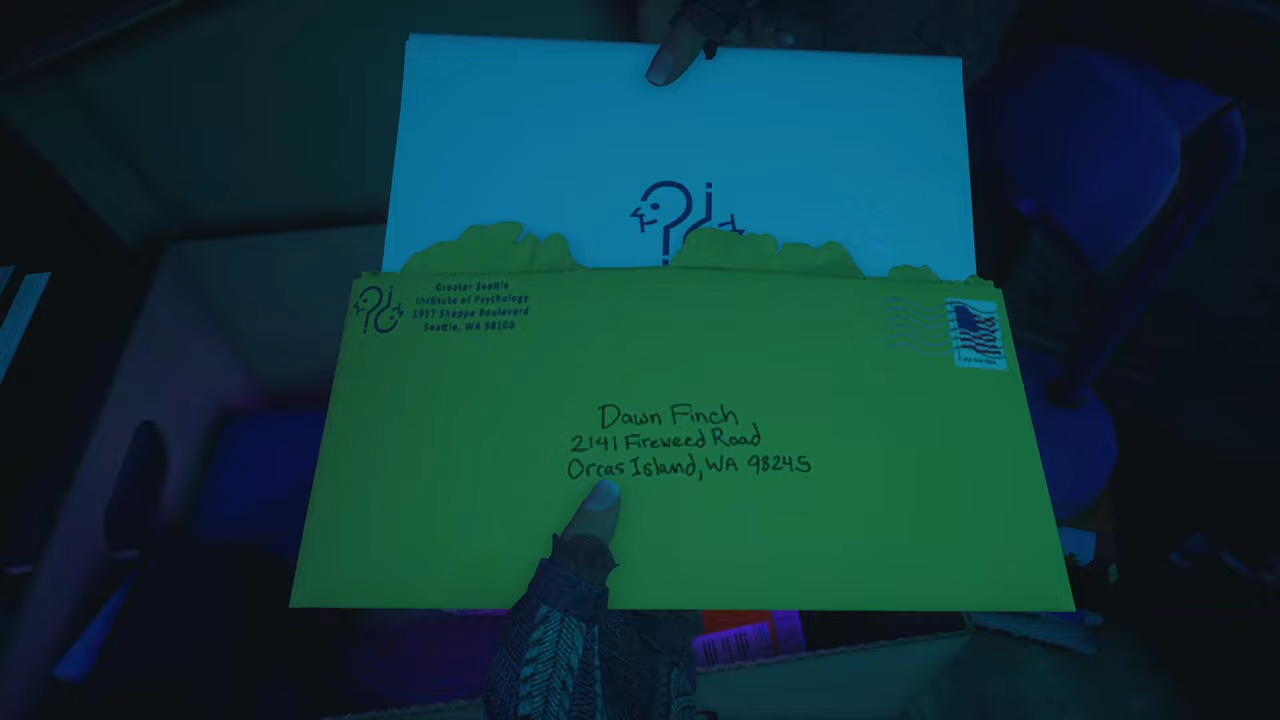 Greater Seattle
Institute of Psychology
1957 Sheppe Boulevard
Seattle, WA 98100
Dawn Finch
2141 Fireweed Road
Orcas Island, WA 98245